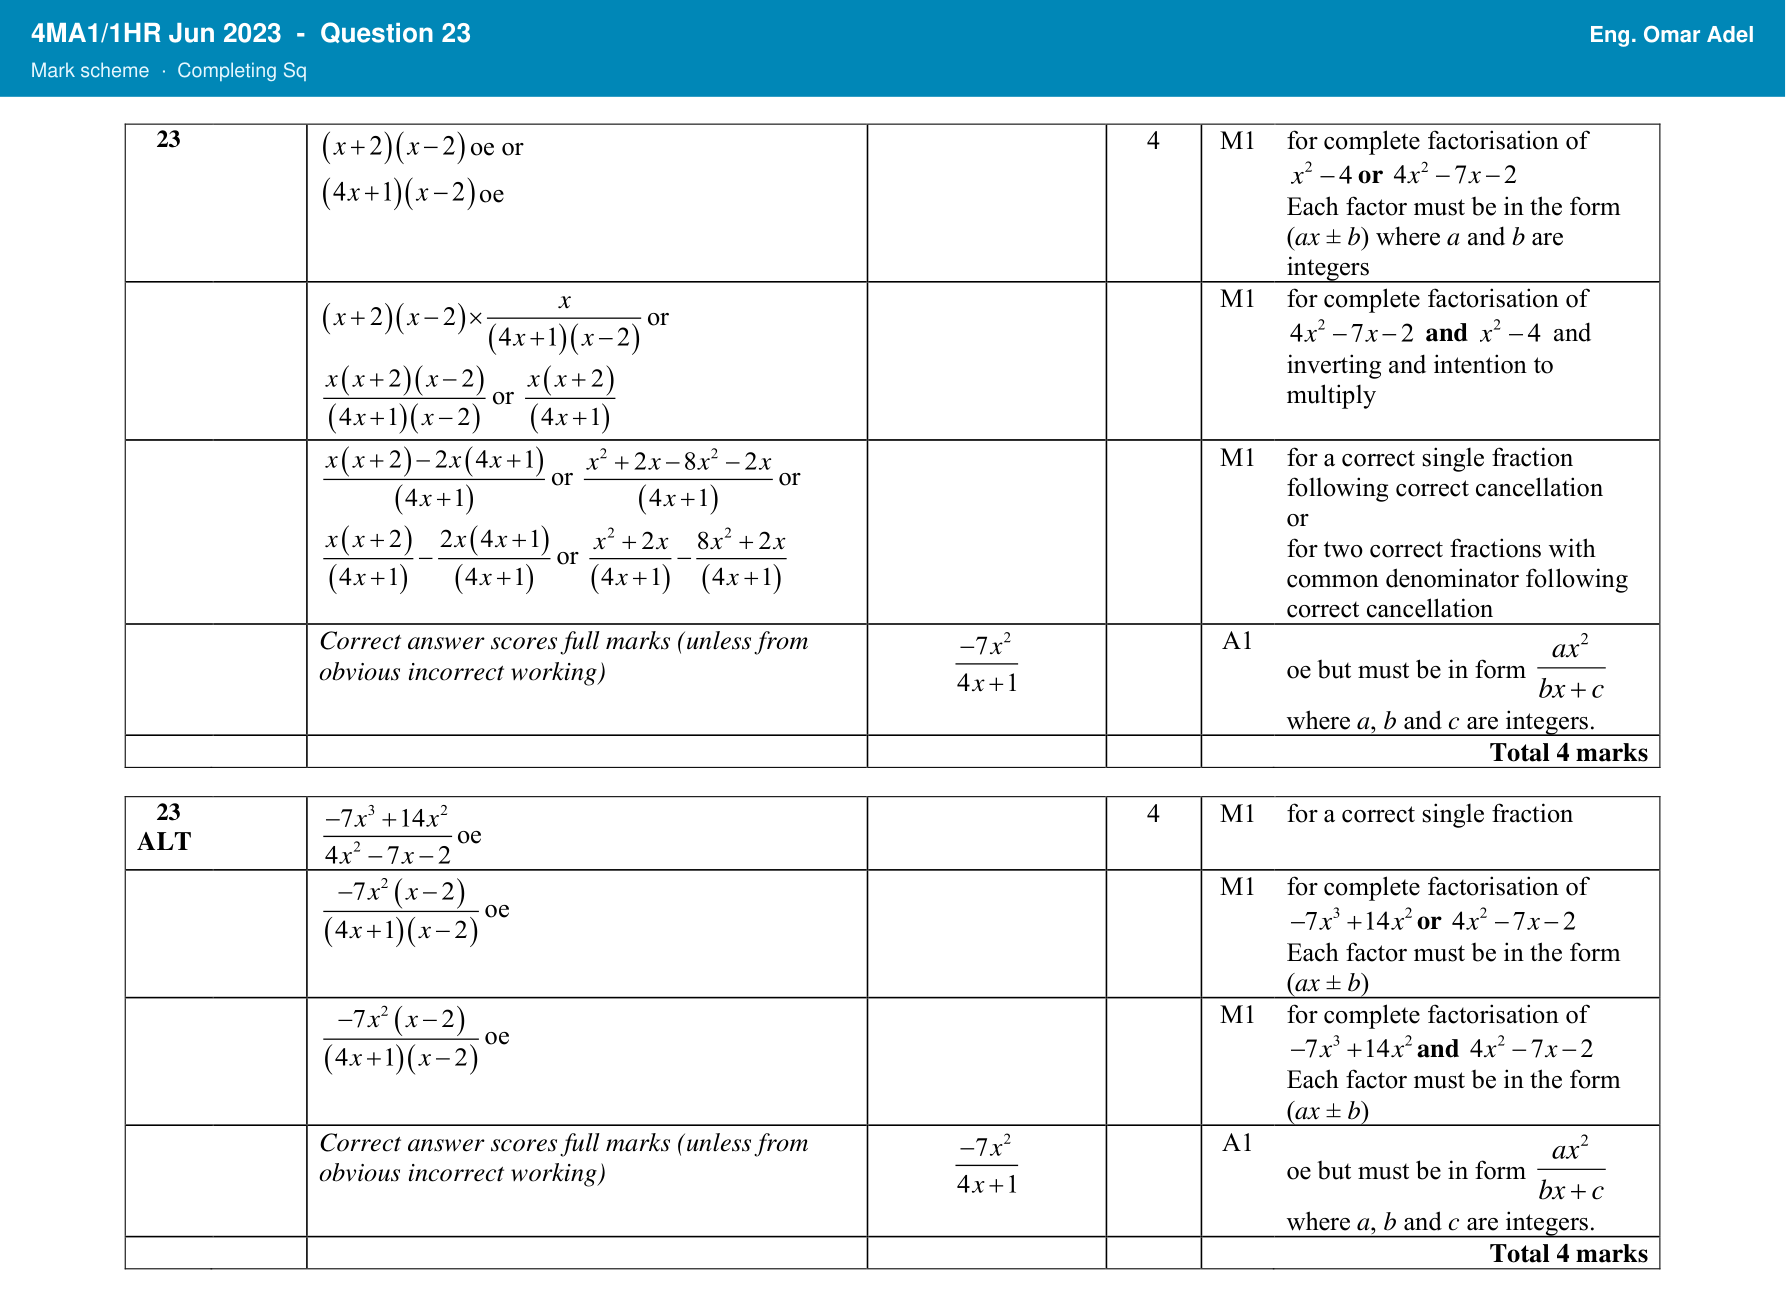 4MA1/1HR Jun 2023 - Question 23
Eng. Omar Adel
Mark scheme · Completing Sq
23
(x+2)(x−2) oe or
(4x+1)(x−2) oe
4
M1
for complete factorisation of
x² − 4 or 4x² − 7x − 2
Each factor must be in the form
(ax ± b) where a and b are
integers
(x+2)(x−2) × x/((4x+1)(x−2)) or
x(x+2)(x−2)/((4x+1)(x−2)) or x(x+2)/(4x+1)
M1
for complete factorisation of
4x² − 7x − 2 and x² − 4 and
inverting and intention to
multiply
(x(x+2)−2x(4x+1))/(4x+1) or (x²+2x−8x²−2x)/(4x+1) or
x(x+2)/(4x+1) − 2x(4x+1)/(4x+1) or (x²+2x)/(4x+1) − (8x²+2x)/(4x+1)
M1
for a correct single fraction
following correct cancellation
or
for two correct fractions with
common denominator following
correct cancellation
Correct answer scores full marks (unless from
obvious incorrect working)
−7x²/(4x+1)
A1
oe but must be in form ax²/(bx+c)
where a, b and c are integers.
Total 4 marks
23
ALT
(−7x³+14x²)/(4x²−7x−2) oe
4
M1
for a correct single fraction
−7x²(x−2)/((4x+1)(x−2)) oe
M1
for complete factorisation of
−7x³+14x² or 4x²−7x−2
Each factor must be in the form
(ax ± b)
−7x²(x−2)/((4x+1)(x−2)) oe
M1
for complete factorisation of
−7x³+14x² and 4x²−7x−2
Each factor must be in the form
(ax ± b)
Correct answer scores full marks (unless from
obvious incorrect working)
−7x²/(4x+1)
A1
oe but must be in form ax²/(bx+c)
where a, b and c are integers.
Total 4 marks